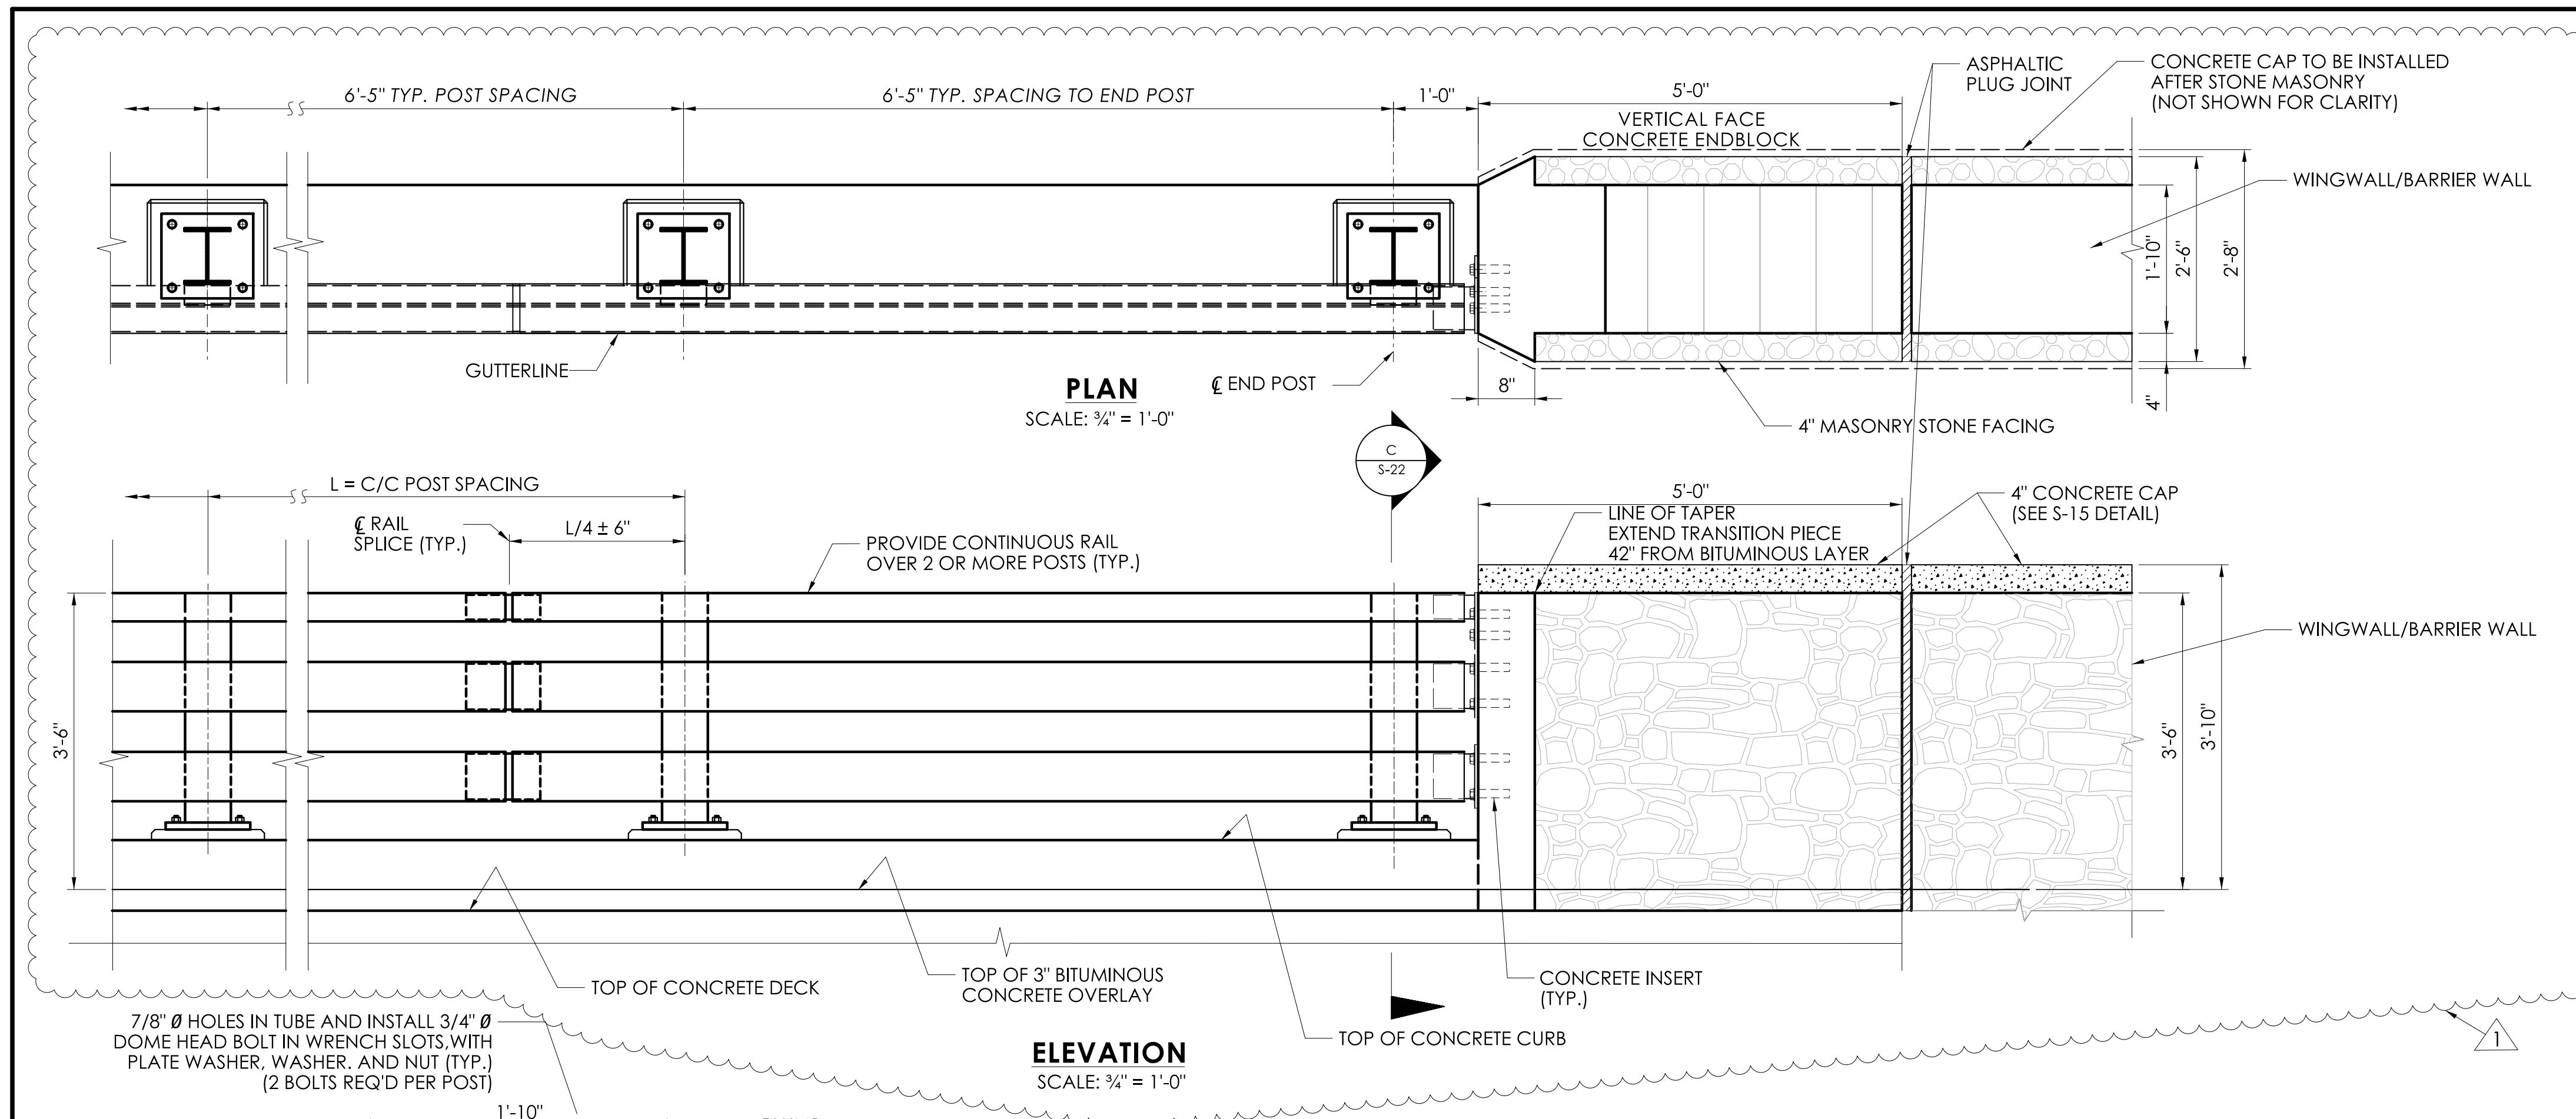 6'-5" TYP. POST SPACING
6'-5" TYP. SPACING TO END POST
1'-0"
5'-0"
VERTICAL FACE
CONCRETE ENDBLOCK
ASPHALTIC
PLUG JOINT
CONCRETE CAP TO BE INSTALLED
AFTER STONE MASONRY
(NOT SHOWN FOR CLARITY)
WINGWALL/BARRIER WALL
1'-10"
2'-6"
2'-8"
4"
GUTTERLINE
PLAN
SCALE: ¾" = 1'-0"
℄ END POST
8"
4" MASONRY STONE FACING
C
S-22
L = C/C POST SPACING
℄ RAIL
SPLICE (TYP.)
L/4 ± 6"
PROVIDE CONTINUOUS RAIL
OVER 2 OR MORE POSTS (TYP.)
5'-0"
LINE OF TAPER
EXTEND TRANSITION PIECE
42" FROM BITUMINOUS LAYER
4" CONCRETE CAP
(SEE S-15 DETAIL)
WINGWALL/BARRIER WALL
3'-6"
3'-6"
3'-10"
TOP OF CONCRETE DECK
TOP OF 3" BITUMINOUS
CONCRETE OVERLAY
CONCRETE INSERT
(TYP.)
TOP OF CONCRETE CURB
ELEVATION
SCALE: ¾" = 1'-0"
1
7/8" Ø HOLES IN TUBE AND INSTALL 3/4" Ø
DOME HEAD BOLT IN WRENCH SLOTS,WITH
PLATE WASHER, WASHER. AND NUT (TYP.)
(2 BOLTS REQ'D PER POST)
1'-10"